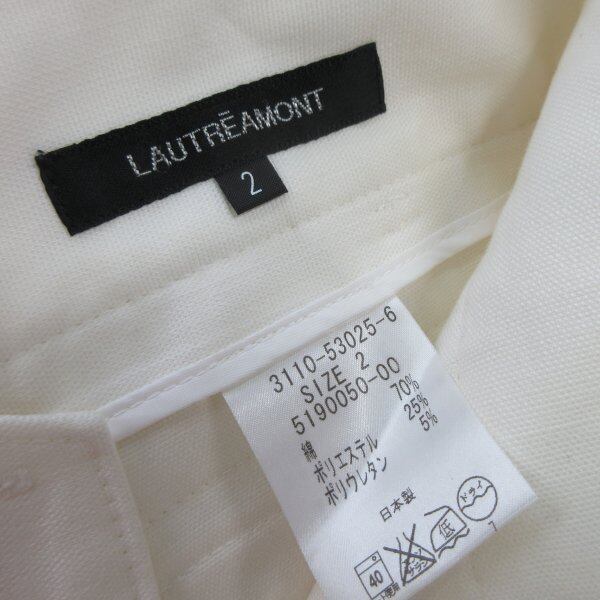 LAUTRĒAMONT
2
3110-53025-6
SIZE 2
5190050-00
綿 70%
ポリエステル 25%
ポリウレタン 5%
日本製
40
低
ドライ